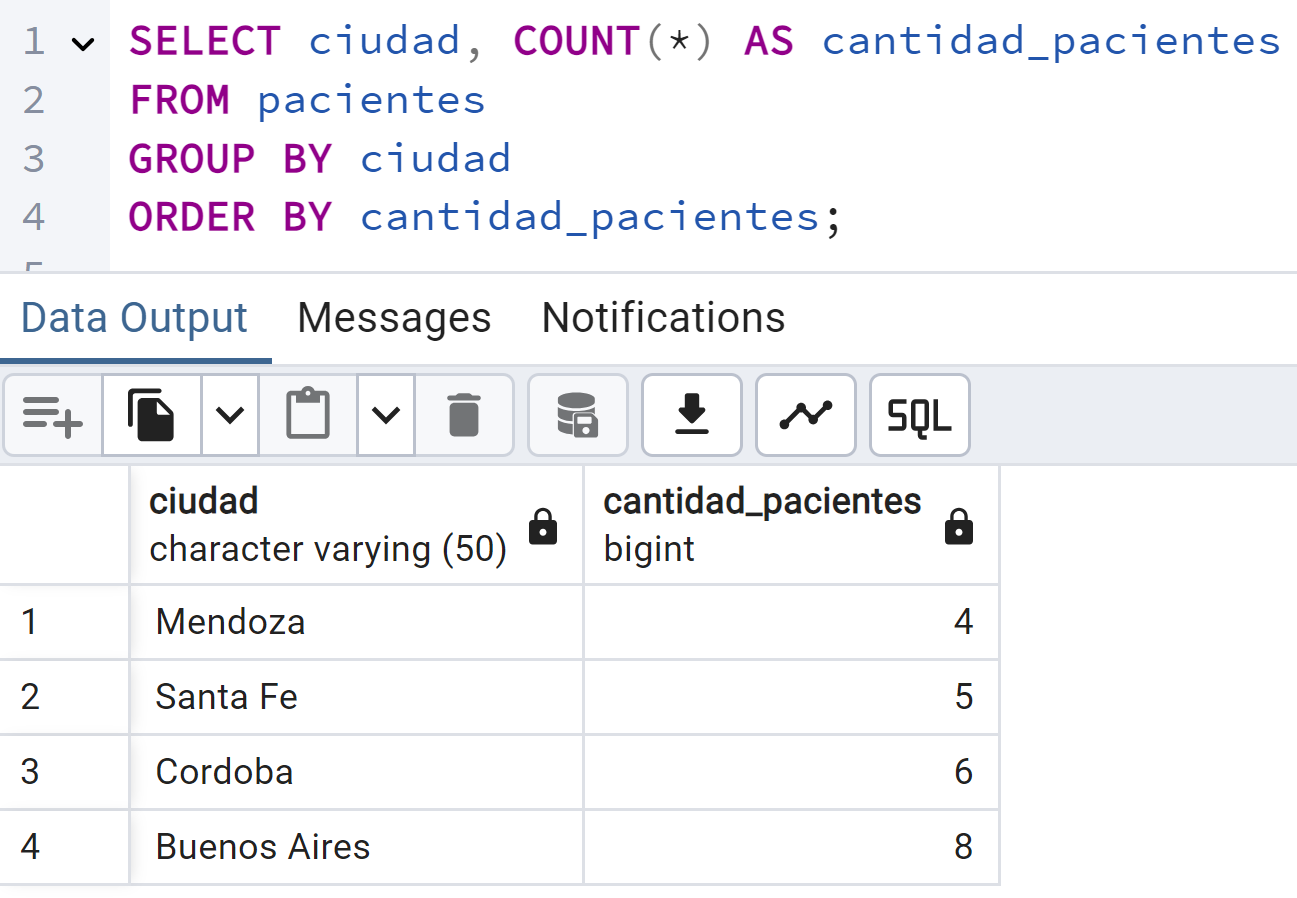 1 SELECT ciudad, COUNT(*) AS cantidad_pacientes
2 FROM pacientes
3 GROUP BY ciudad
4 ORDER BY cantidad_pacientes;
Data Output Messages Notifications
SQL
ciudad cantidad_pacientes
character varying (50) bigint
1 Mendoza 4
2 Santa Fe 5
3 Cordoba 6
4 Buenos Aires 8